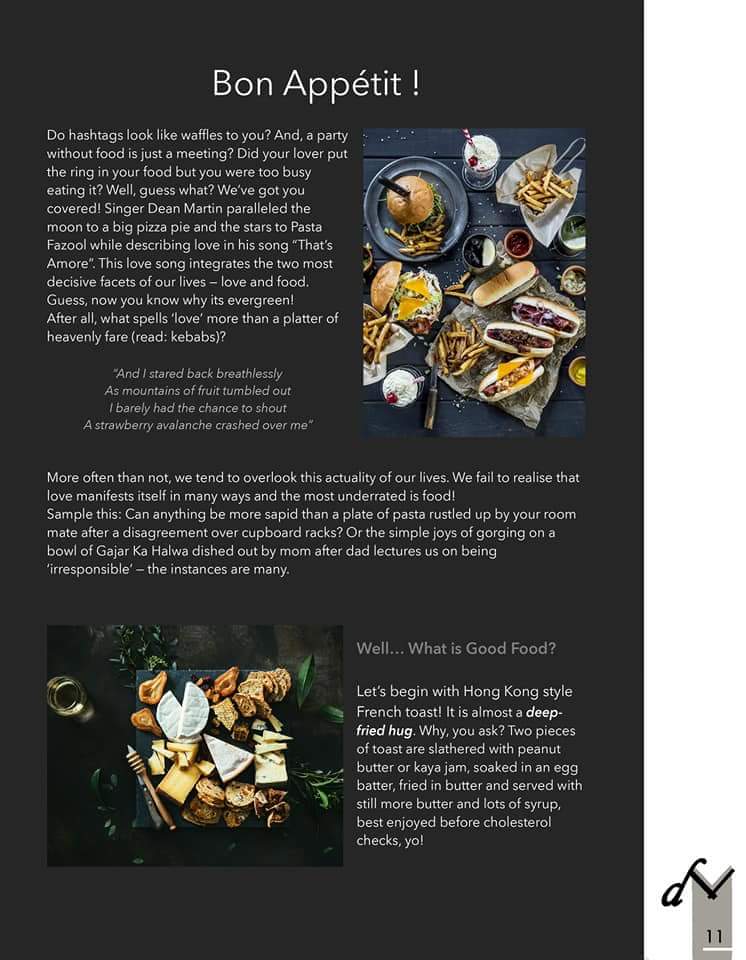 Bon Appétit !
Do hashtags look like waffles to you? And, a party
without food is just a meeting? Did your lover put
the ring in your food but you were too busy
eating it? Well, guess what? We’ve got you
covered! Singer Dean Martin paralleled the
moon to a big pizza pie and the stars to Pasta
Fazool while describing love in his song “That’s
Amore”. This love song integrates the two most
decisive facets of our lives – love and food.
Guess, now you know why its evergreen!
After all, what spells ‘love’ more than a platter of
heavenly fare (read: kebabs)?
“And I stared back breathlessly
As mountains of fruit tumbled out
I barely had the chance to shout
A strawberry avalanche crashed over me”
More often than not, we tend to overlook this actuality of our lives. We fail to realise that
love manifests itself in many ways and the most underrated is food!
Sample this: Can anything be more sapid than a plate of pasta rustled up by your room
mate after a disagreement over cupboard racks? Or the simple joys of gorging on a
bowl of Gajar Ka Halwa dished out by mom after dad lectures us on being
‘irresponsible’ – the instances are many.
Well… What is Good Food?
Let’s begin with Hong Kong style
French toast! It is almost a deep-
fried hug. Why, you ask? Two pieces
of toast are slathered with peanut
butter or kaya jam, soaked in an egg
batter, fried in butter and served with
still more butter and lots of syrup,
best enjoyed before cholesterol
checks, yo!
11